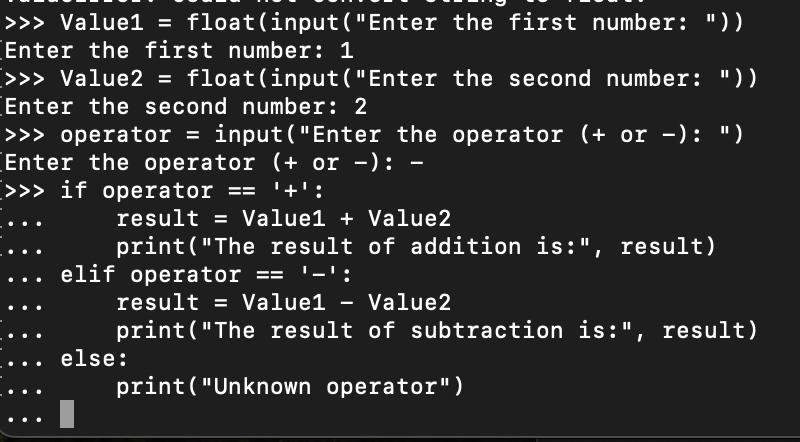 >>> Value1 = float(input("Enter the first number: "))
Enter the first number: 1
>>> Value2 = float(input("Enter the second number: "))
Enter the second number: 2
>>> operator = input("Enter the operator (+ or -): ")
Enter the operator (+ or -): -
>>> if operator == '+':
...     result = Value1 + Value2
...     print("The result of addition is:", result)
... elif operator == '-':
...     result = Value1 - Value2
...     print("The result of subtraction is:", result)
... else:
...     print("Unknown operator")
...